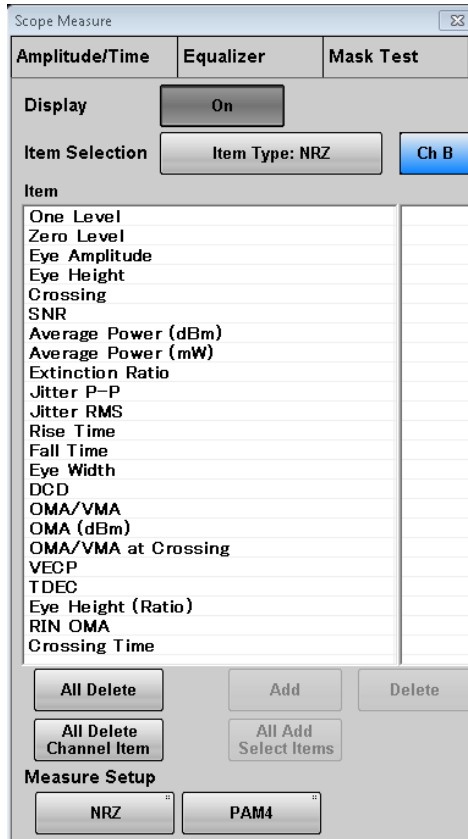 Scope Measure
Amplitude/Time Equalizer Mask Test
Display On
Item Selection Item Type: NRZ Ch B
Item
One Level
Zero Level
Eye Amplitude
Eye Height
Crossing
SNR
Average Power (dBm)
Average Power (mW)
Extinction Ratio
Jitter P-P
Jitter RMS
Rise Time
Fall Time
Eye Width
DCD
OMA/VMA
OMA (dBm)
OMA/VMA at Crossing
VECP
TDEC
Eye Height (Ratio)
RIN OMA
Crossing Time
All Delete Add Delete
All Delete All Add
Channel Item Select Items
Measure Setup
NRZ PAM4